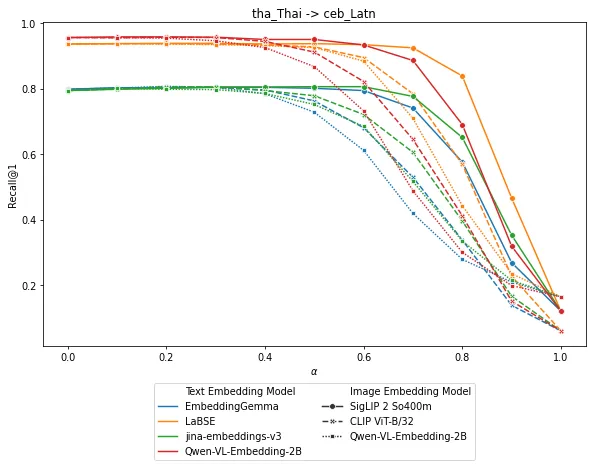 tha_Thai -> ceb_Latn
1.0
0.8
0.6
0.4
0.2
Recall@1
0.0 0.2 0.4 0.6 0.8 1.0
α
Text Embedding Model Image Embedding Model
EmbeddingGemma SigLIP 2 So400m
LaBSE CLIP ViT-B/32
jina-embeddings-v3 Qwen-VL-Embedding-2B
Qwen-VL-Embedding-2B